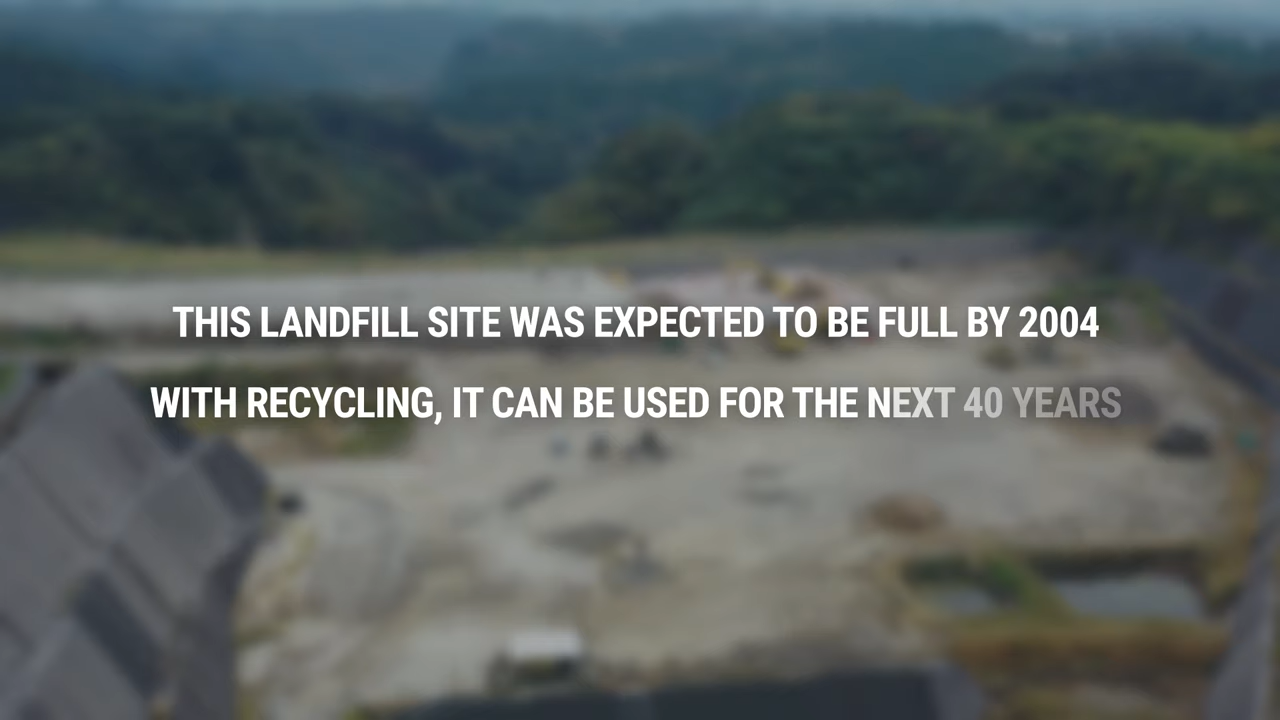 THIS LANDFILL SITE WAS EXPECTED TO BE FULL BY 2004
WITH RECYCLING, IT CAN BE USED FOR THE NEXT 40 YEARS